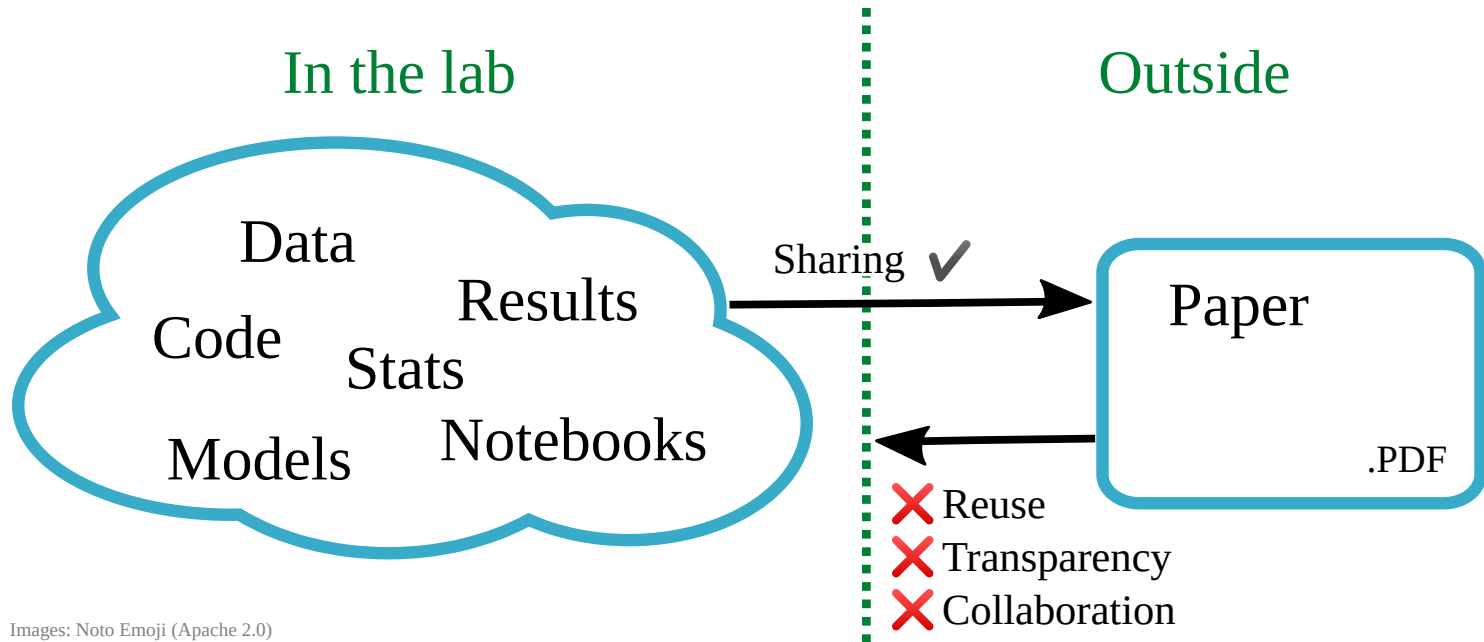 In the lab
Outside
Data
Results
Code
Stats
Models
Notebooks
Sharing
Paper
.PDF
Reuse
Transparency
Collaboration
Images: Noto Emoji (Apache 2.0)